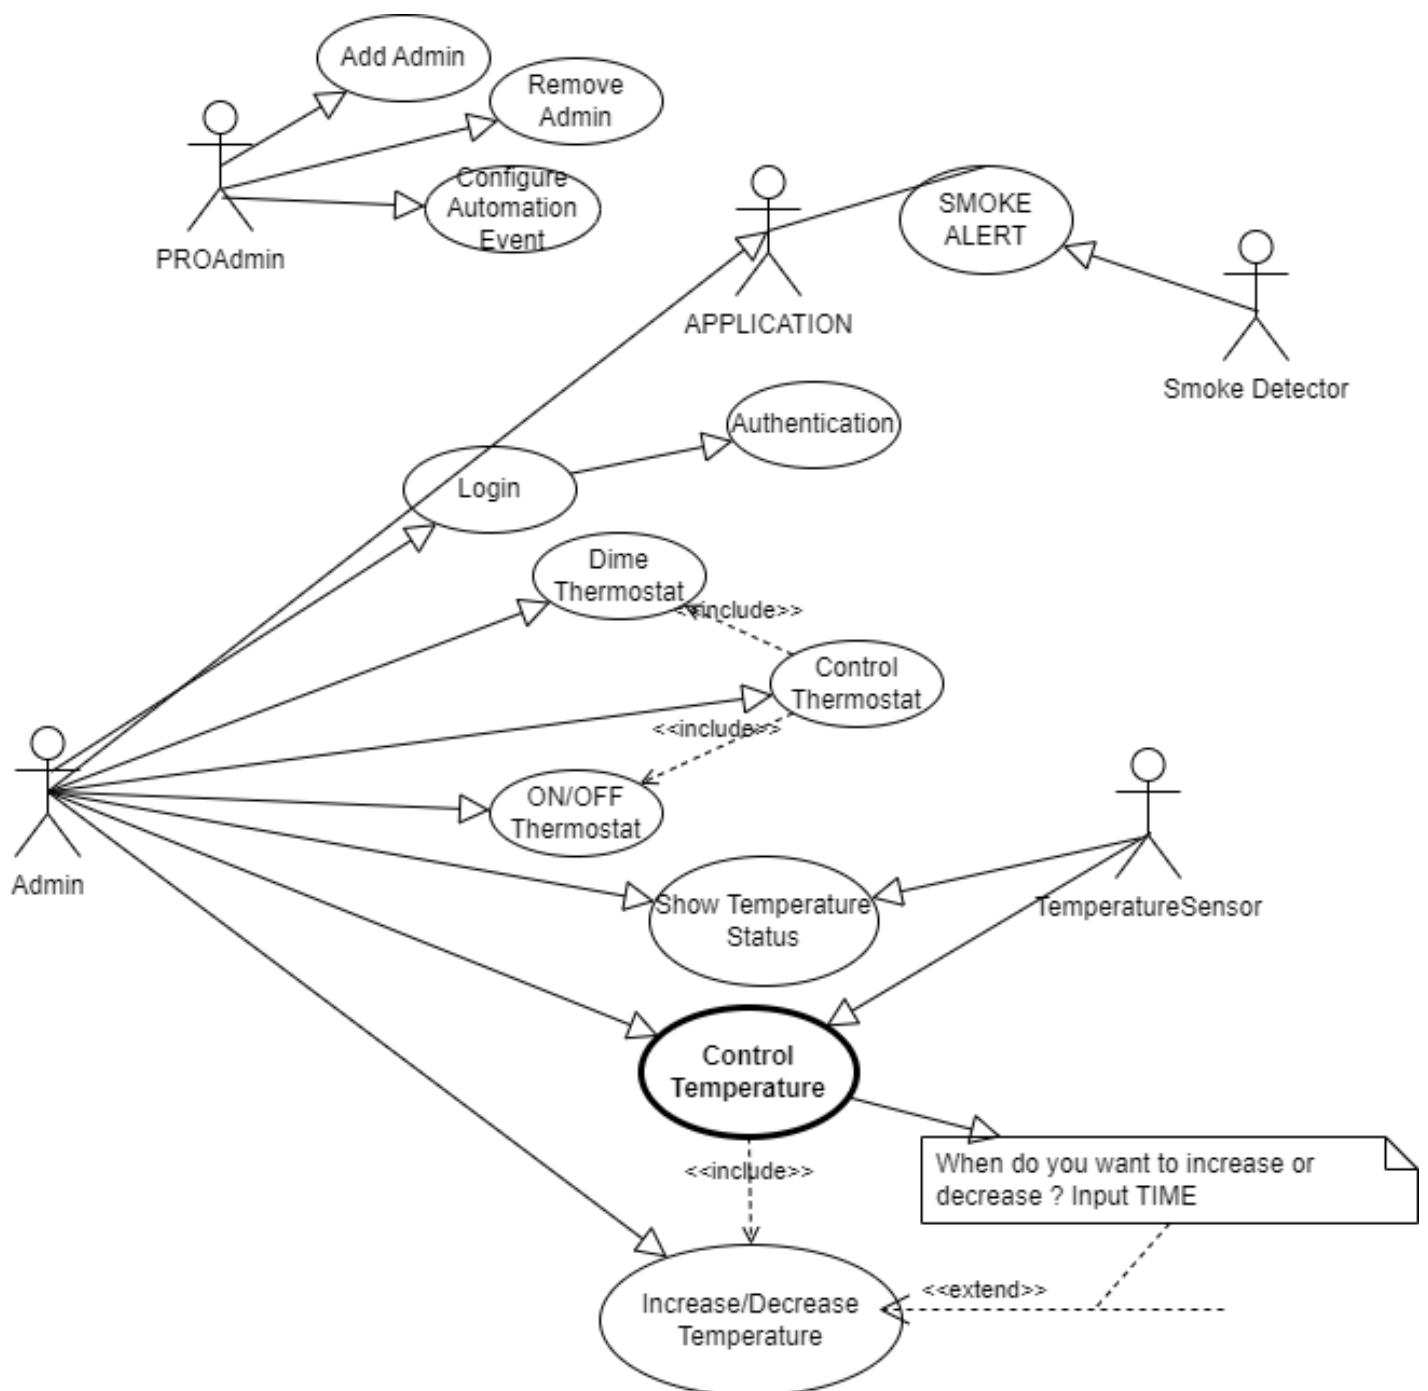 Add Admin
Remove
Admin
Configure
Automation
Event
PROAdmin
APPLICATION
SMOKE
ALERT
Smoke Detector
Authentication
Login
Dime
Thermostat
<<include>>
Control
Thermostat
<<include>>
ON/OFF
Thermostat
Admin
Show Temperature
Status
TemperatureSensor
Control
Temperature
<<include>>
When do you want to increase or
decrease ? Input TIME
<<extend>>
Increase/Decrease
Temperature